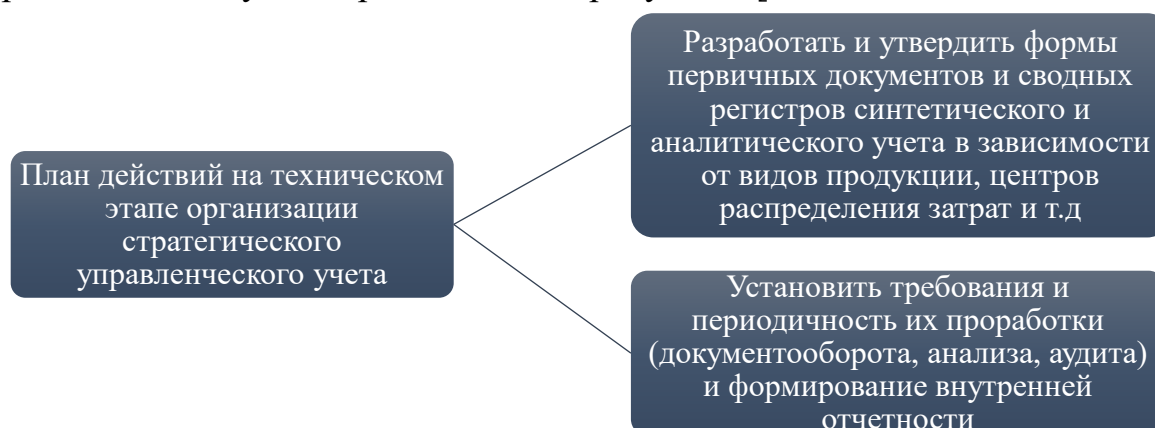 План действий на техническом
этапе организации
стратегического
управленческого учета
Разработать и утвердить формы
первичных документов и сводных
регистров синтетического и
аналитического учета в зависимости
от видов продукции, центров
распределения затрат и т.д
Установить требования и
периодичность их проработки
(документооборота, анализа, аудита)
и формирование внутренней
отчетности